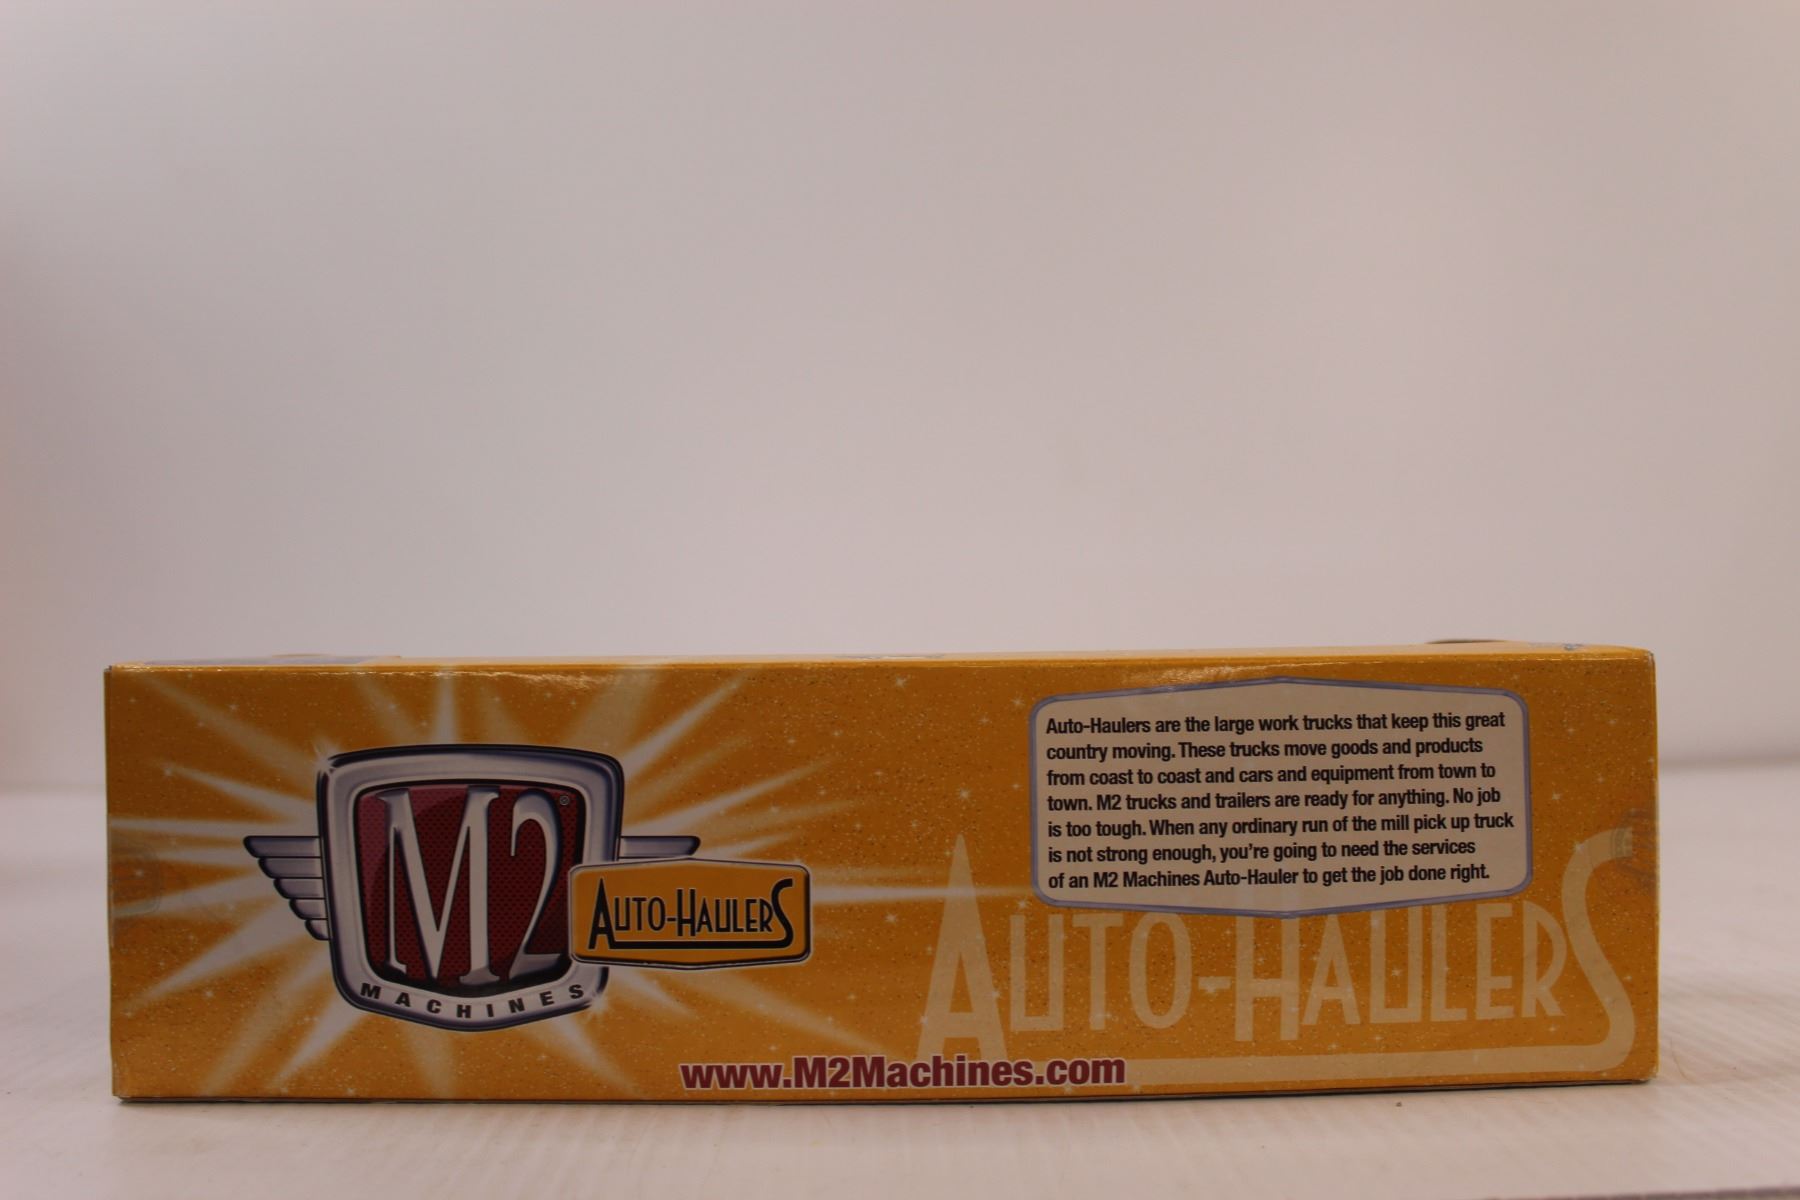 M2®
MACHINES
AUTO-HAULERS
Auto-Haulers are the large work trucks that keep this great
country moving. These trucks move goods and products
from coast to coast and cars and equipment from town to
town. M2 trucks and trailers are ready for anything. No job
is too tough. When any ordinary run of the mill pick up truck
is not strong enough, you're going to need the services
of an M2 Machines Auto-Hauler to get the job done right.
AUTO-HAULERS
www.M2Machines.com